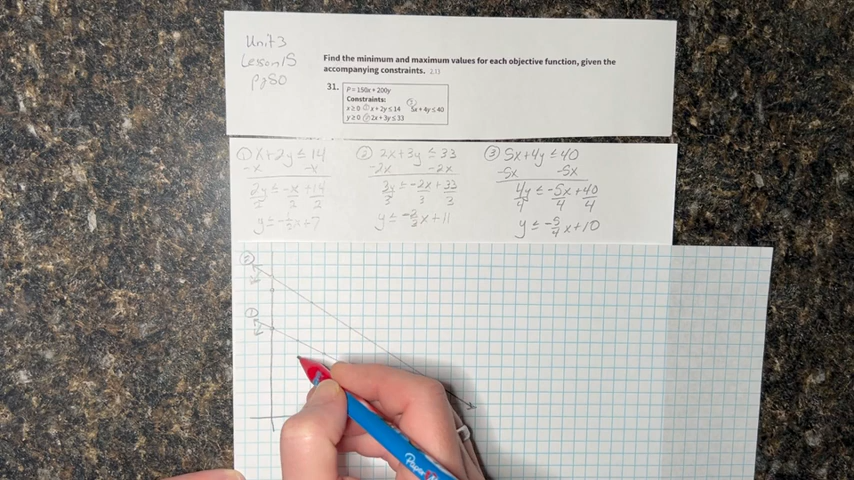 Unit 3
Lesson 15
Pg 80
Find the minimum and maximum values for each objective function, given the
accompanying constraints. 2.13
31. P = 150x + 200y
Constraints:
x ≥ 0 ① x + 2y ≤ 14 ③ 5x + 4y ≤ 40
y ≥ 0 ② 2x + 3y ≤ 33
① x+2y ≤ 14 ② 2x+3y ≤ 33 ③ 5x+4y ≤ 40
-x -x -2x -2x -5x -5x
2y ≤ -x +14 3y ≤ -2x + 33 4y ≤ -5x + 40
2 2 2 3 3 3 4 4 4
y ≤ -1/2x+7 y ≤ -2/3x+11 y ≤ -5/4x+10
①
Paper